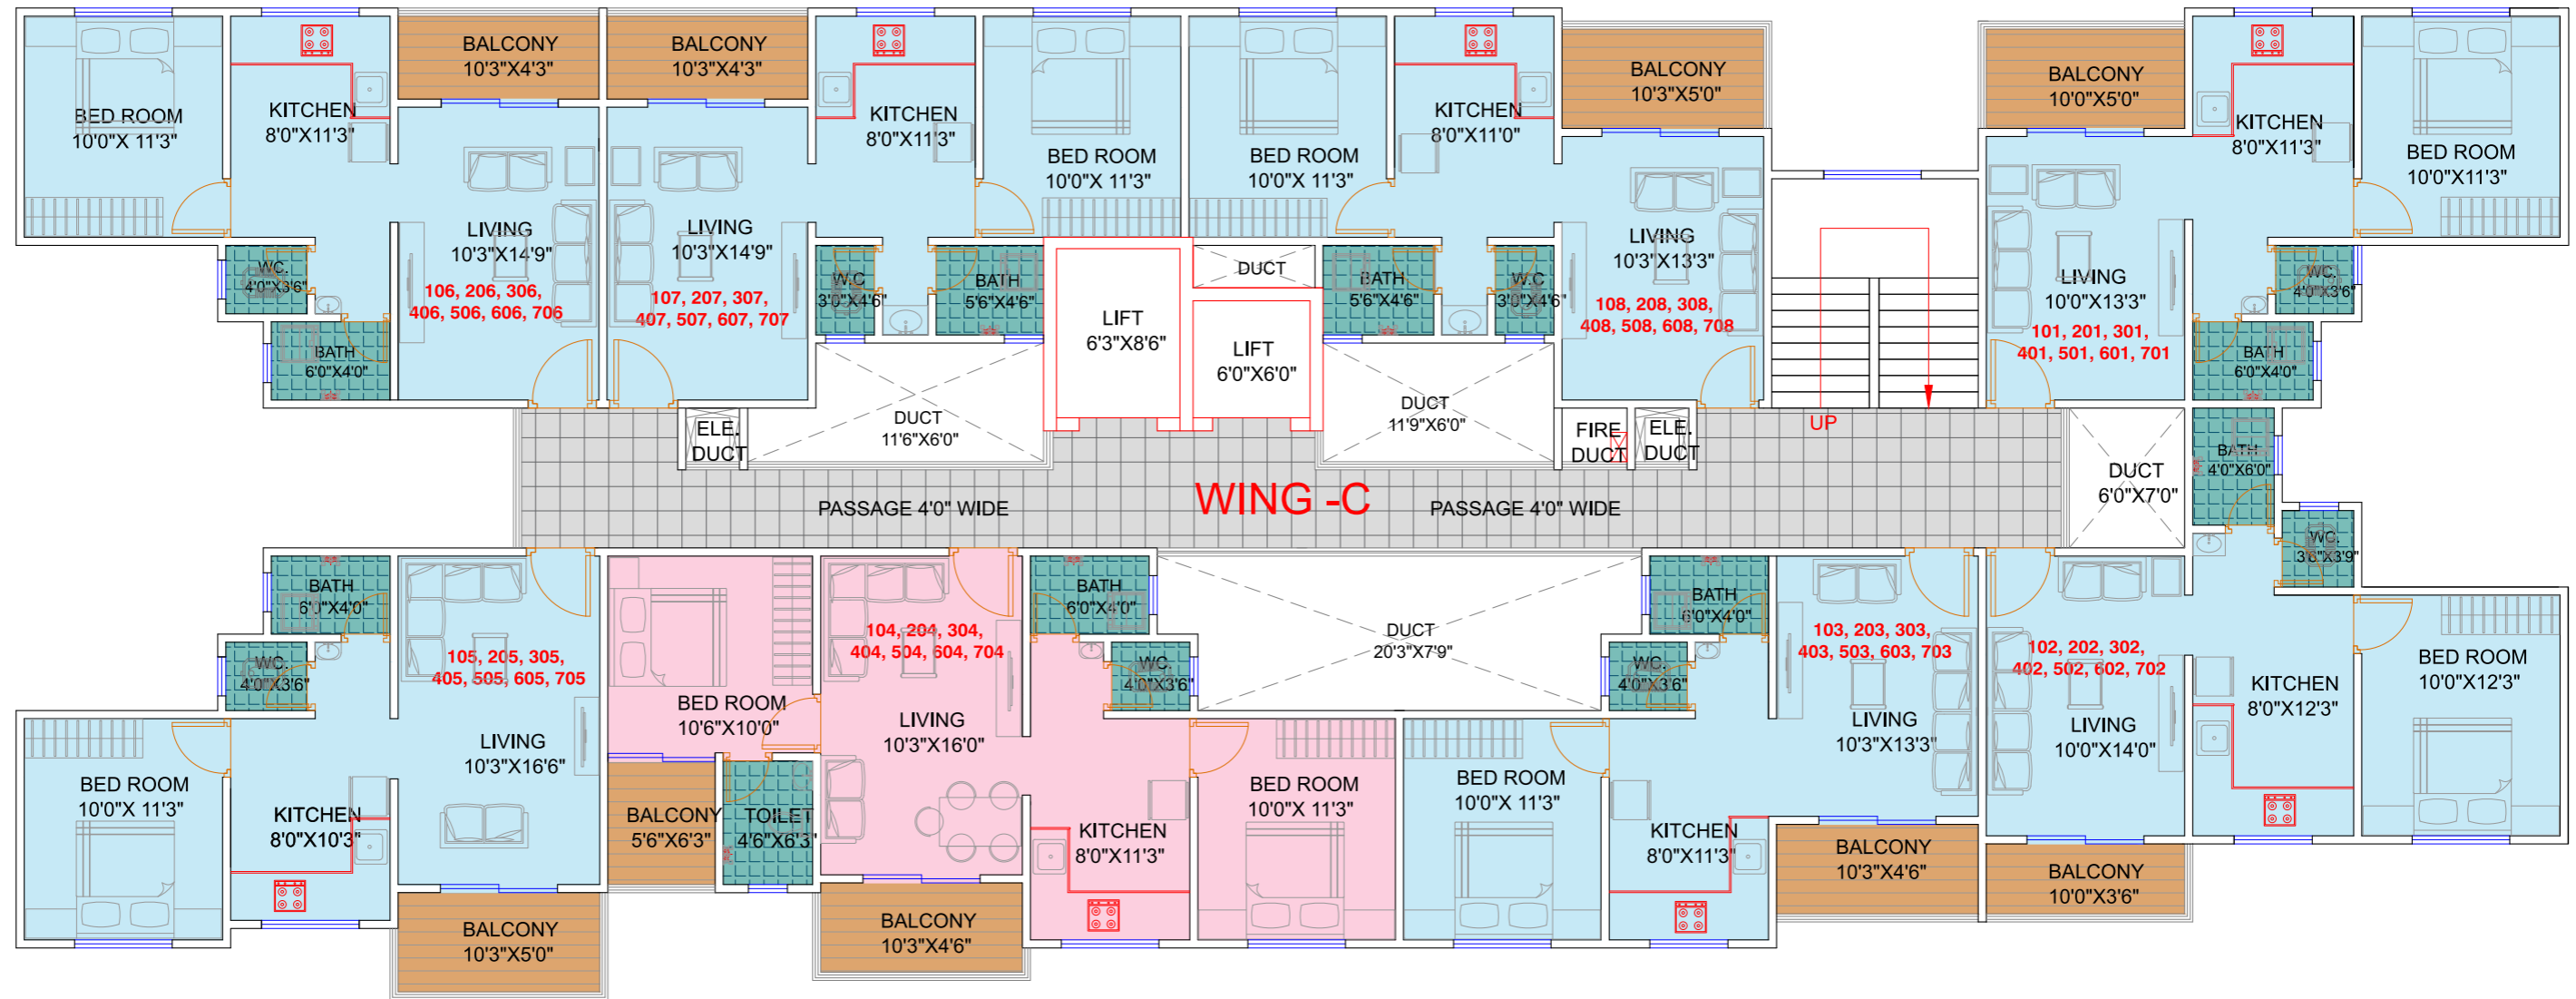 BED ROOM
10'0"X 11'3"
KITCHEN
8'0"X11'3"
BALCONY
10'3"X4'3"
LIVING
10'3"X14'9"
106, 206, 306,
406, 506, 606, 706
WC.
4'0"X3'6"
BATH
6'0"X4'0"
BALCONY
10'3"X4'3"
LIVING
10'3"X14'9"
107, 207, 307,
407, 507, 607, 707
KITCHEN
8'0"X11'3"
BED ROOM
10'0"X 11'3"
W.C
3'0"X4'6"
BATH
5'6"X4'6"
ELE.
DUCT
DUCT
11'6"X6'0"
LIFT
6'3"X8'6"
DUCT
LIFT
6'0"X6'0"
BED ROOM
10'0"X 11'3"
KITCHEN
8'0"X11'0"
BALCONY
10'3"X5'0"
LIVING
10'3"X13'3"
108, 208, 308,
408, 508, 608, 708
BATH
5'6"X4'6"
W.C
3'0"X4'6"
DUCT
11'9"X6'0"
FIRE
DUCT
ELE.
DUCT
UP
BALCONY
10'0"X5'0"
LIVING
10'0"X13'3"
101, 201, 301,
401, 501, 601, 701
KITCHEN
8'0"X11'3"
BED ROOM
10'0"X11'3"
WC.
4'0"X3'6"
BATH
6'0"X4'0"
PASSAGE 4'0" WIDE
WING -C
PASSAGE 4'0" WIDE
DUCT
6'0"X7'0"
BATH
4'0"X6'0"
WC.
3'6"X3'9"
BATH
6'0"X4'0"
WC.
4'0"X3'6"
105, 205, 305,
405, 505, 605, 705
LIVING
10'3"X16'6"
BED ROOM
10'0"X 11'3"
KITCHEN
8'0"X10'3"
BALCONY
10'3"X5'0"
BED ROOM
10'6"X10'0"
BALCONY
5'6"X6'3"
TOILET
4'6"X6'3"
104, 204, 304,
404, 504, 604, 704
LIVING
10'3"X16'0"
BALCONY
10'3"X4'6"
BATH
6'0"X4'0"
WC.
4'0"X3'6"
KITCHEN
8'0"X11'3"
BED ROOM
10'0"X 11'3"
DUCT
20'3"X7'9"
BED ROOM
10'0"X 11'3"
BATH
6'0"X4'0"
WC.
4'0"X3'6"
KITCHEN
8'0"X11'3"
103, 203, 303,
403, 503, 603, 703
LIVING
10'3"X13'3"
BALCONY
10'3"X4'6"
102, 202, 302,
402, 502, 602, 702
LIVING
10'0"X14'0"
BALCONY
10'0"X3'6"
KITCHEN
8'0"X12'3"
BED ROOM
10'0"X12'3"